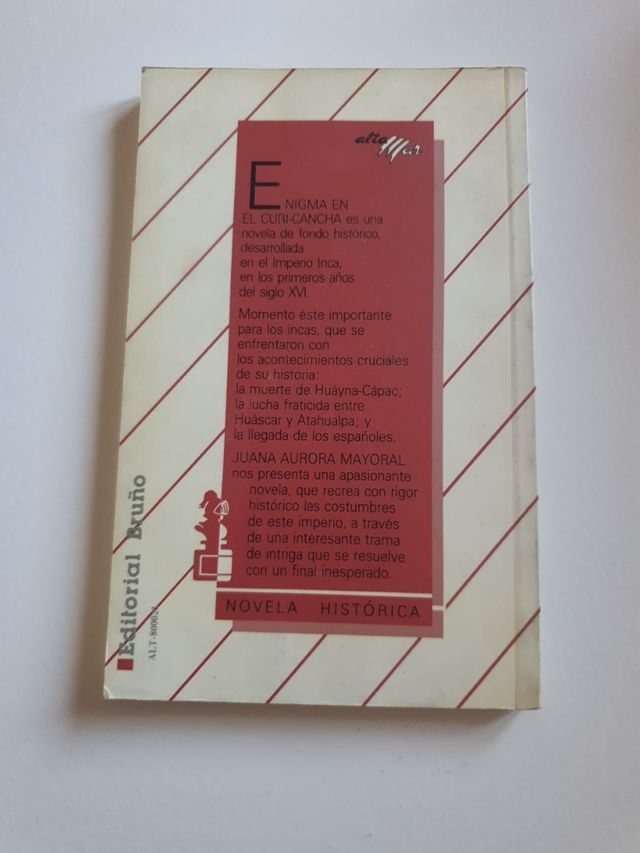 alta Mar
ENIGMA EN
EL CURI-CANCHA es una
novela de fondo histórico,
desarrollada
en el Imperio Inca,
en los primeros años
del siglo XVI.
Momento éste importante
para los incas, que se
enfrentaron con
los acontecimientos cruciales
de su historia:
la muerte de Huáyna-Cápac;
la lucha fraticida entre
Huáscar y Atahualpa; y
la llegada de los españoles.
JUANA AURORA MAYORAL
nos presenta una apasionante
novela, que recrea con rigor
histórico las costumbres
de este imperio, a través
de una interesante trama
de intriga que se resuelve
con un final inesperado.
NOVELA HISTÓRICA
Editorial Bruño
ALT-800024